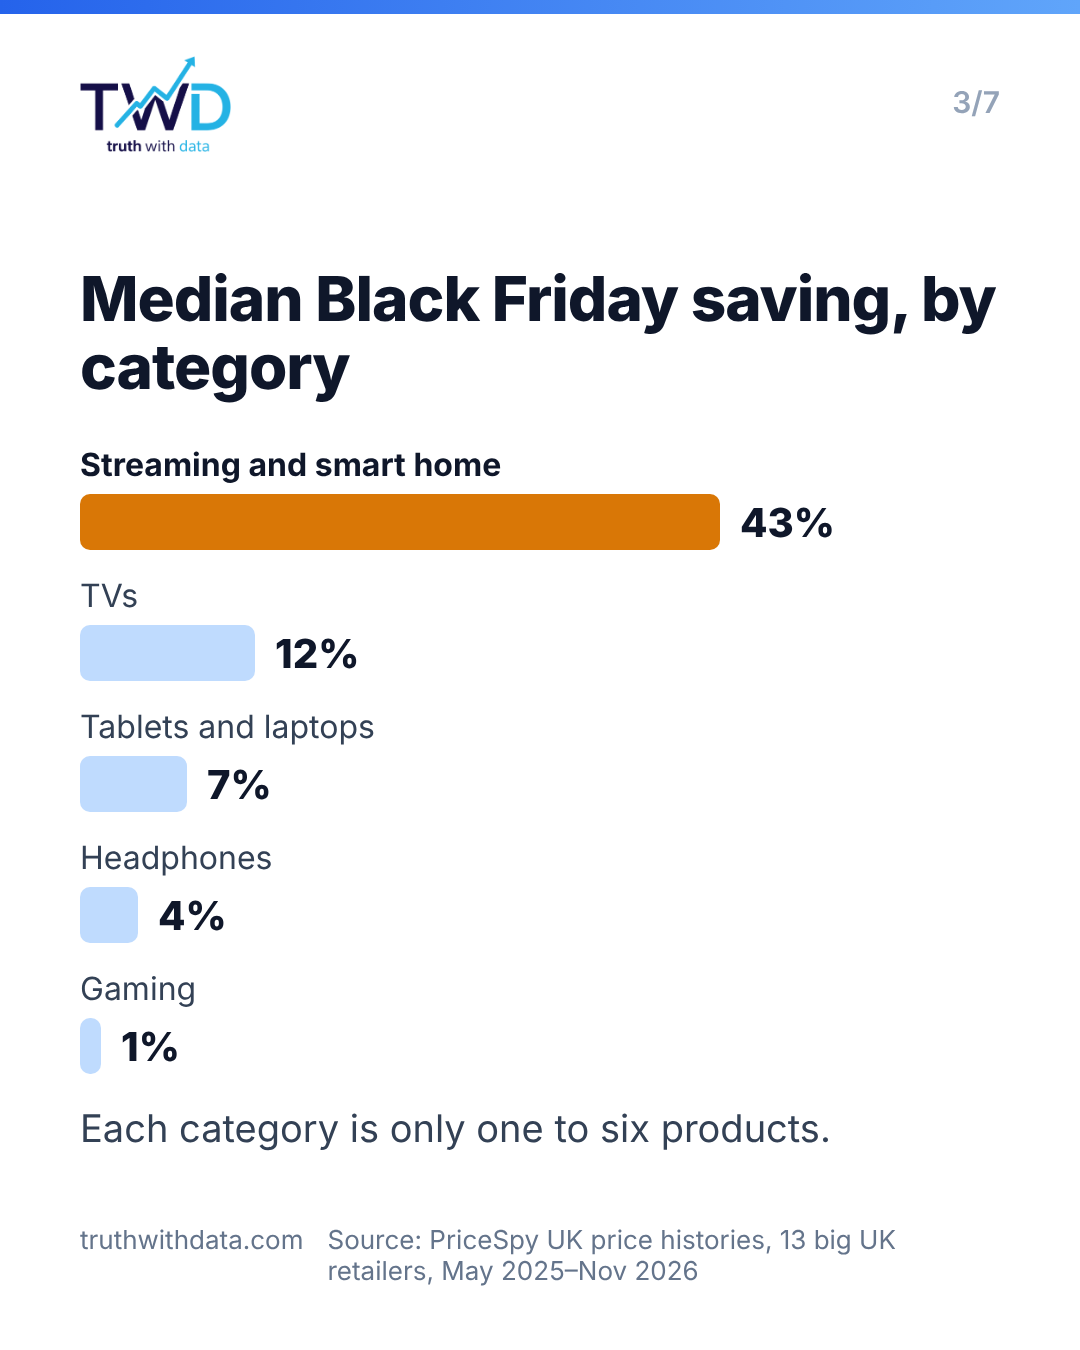 TWD
truth with data
3/7
Median Black Friday saving, by
category
Streaming and smart home
43%
TVs
12%
Tablets and laptops
7%
Headphones
4%
Gaming
1%
Each category is only one to six products.
truthwithdata.com
Source: PriceSpy UK price histories, 13 big UK
retailers, May 2025–Nov 2026